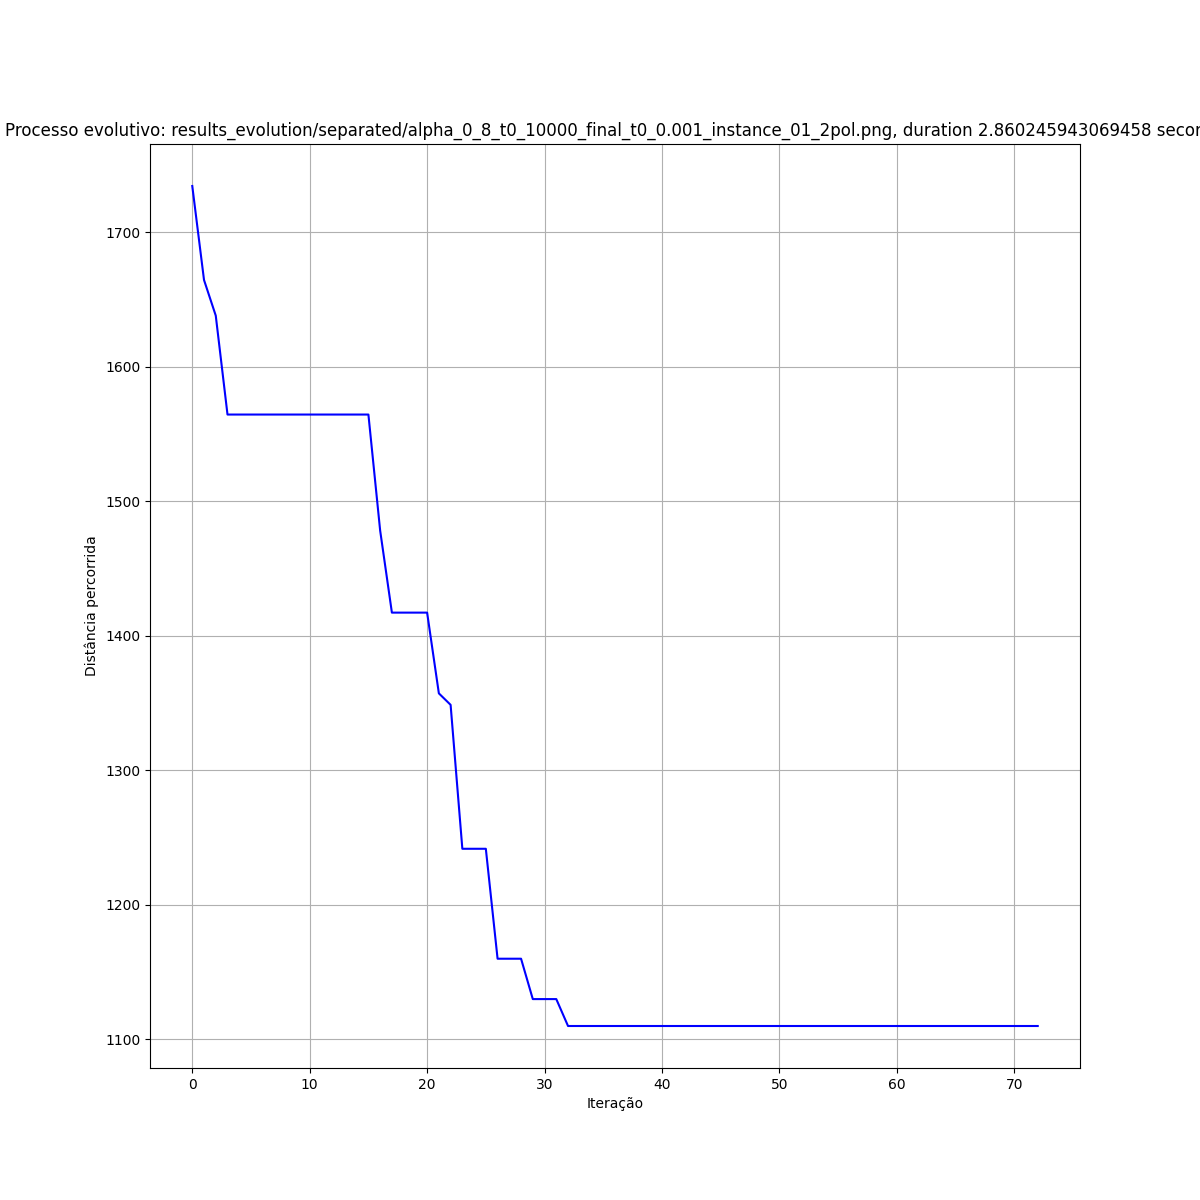 Processo evolutivo: results_evolution/separated/alpha_0_8_t0_10000_final_t0_0.001_instance_01_2pol.png, duration 2.860245943069458 secon
1700
1600
1500
1400
1300
1200
1100
Distância percorrida
0 10 20 30 40 50 60 70
Iteração